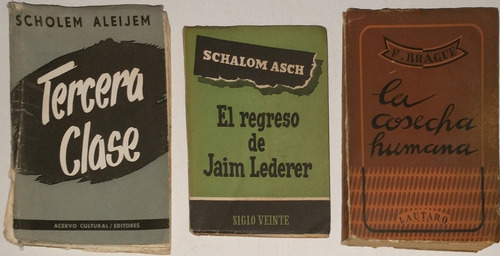 SCHOLEM ALEIJEM
Tercera
Clase
ACERVO CULTURAL/EDITORES
SCHALOM ASCH
El regreso
de
Jaim Lederer
SIGLO VEINTE
F. BRAGUE
la
cosecha
humana
LAUTARO